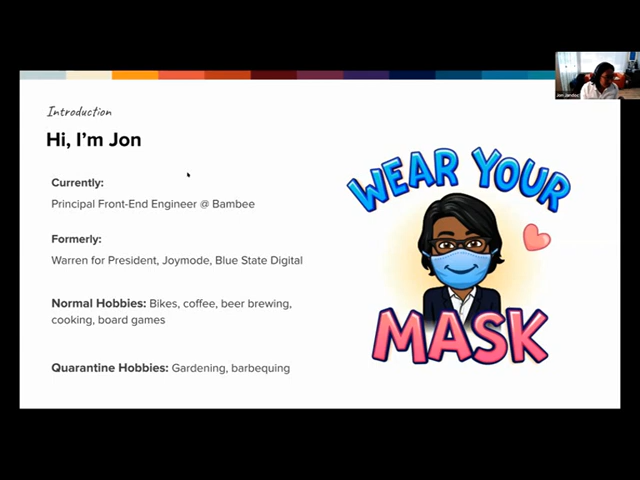 Introduction
Hi, I'm Jon
Currently:
Principal Front-End Engineer @ Bambee
Formerly:
Warren for President, Joymode, Blue State Digital
Normal Hobbies: Bikes, coffee, beer brewing,
cooking, board games
Quarantine Hobbies: Gardening, barbequing
WEAR YOUR
MASK